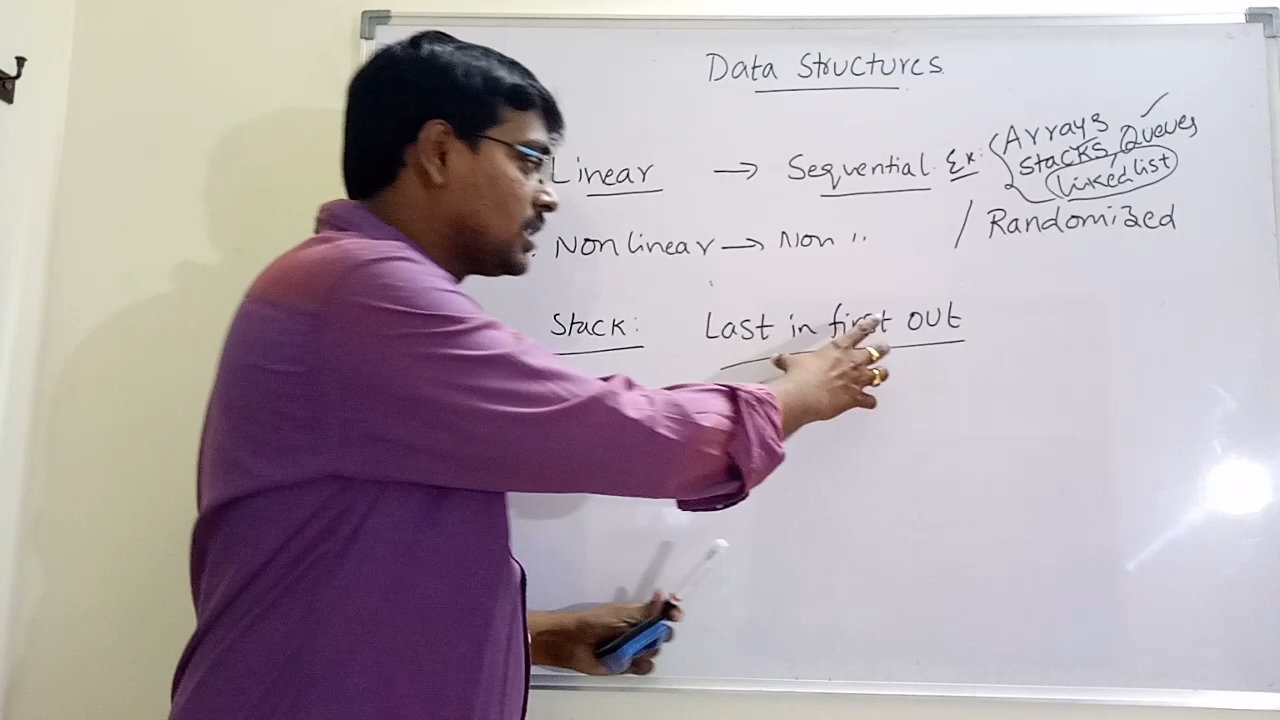 Data Structures
Linear → Sequential Ex: Arrays
Stacks, Queues
Linked list
Non linear → Non " / Randomized
Stack: Last in first out